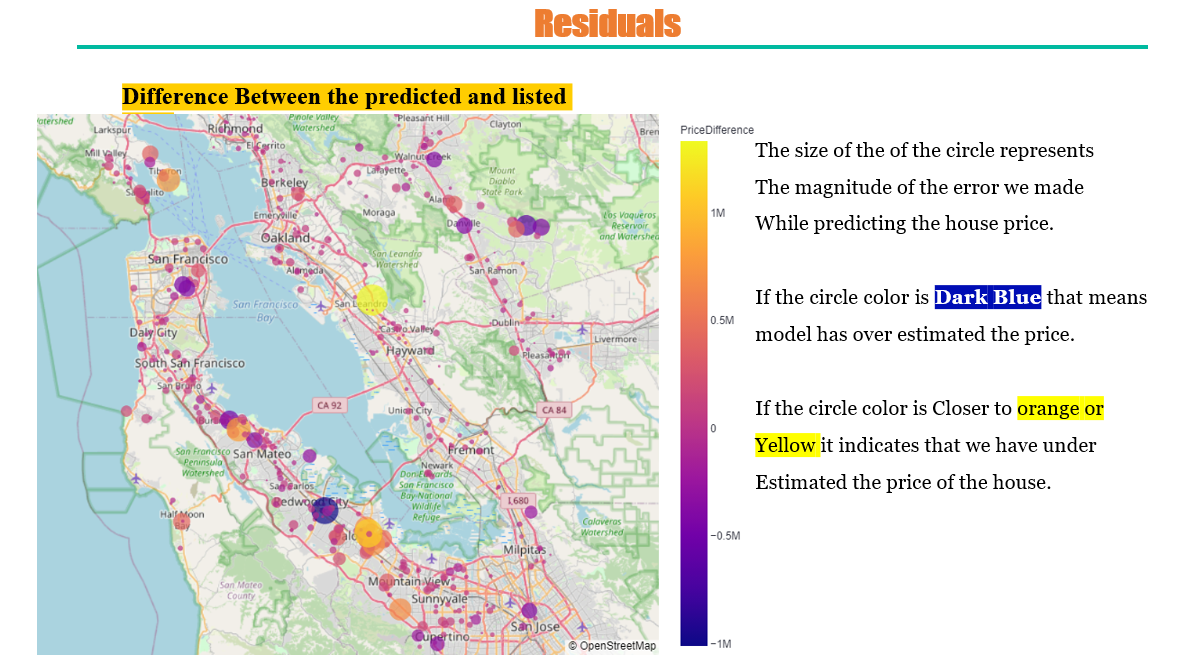 Residuals
Difference Between the predicted and listed
Larkspur
Richmond
Pinole Valley
Watershed
Pleasant Hill
Clayton
El Cerrito
Mill Valley
Walnut Creek
Tiburon
Lafayette
Mount
Diablo
State Park
Berkeley
Sausalito
Moraga
Emeryville
Danville
Los Vaqueros
Reservoir
and Watershed
Oakland
San Francisco
San Leandro
Watershed
Alameda
San Ramon
San Francisco
Bay
San Leandro
Daly City
Castro Valley
Dublin
Livermore
Hayward
Pleasanton
South San Francisco
San Bruno
CA 92
Union City
CA 84
San Mateo
Fremont
San Francisco
Peninsula
Watershed
Newark
Don Edwards
San Francisco
Bay National
Wildlife
Refuge
San Carlos
Redwood City
I 680
Half Moon
Calaveras
Watershed
Milpitas
Mountain View
San Mateo
County
Sunnyvale
San Jose
Cupertino
© OpenStreetMap
PriceDifference
1M
0.5M
0
−0.5M
−1M
The size of the of the circle represents
The magnitude of the error we made
While predicting the house price.
If the circle color is Dark Blue that means
model has over estimated the price.
If the circle color is Closer to orange or
Yellow it indicates that we have under
Estimated the price of the house.